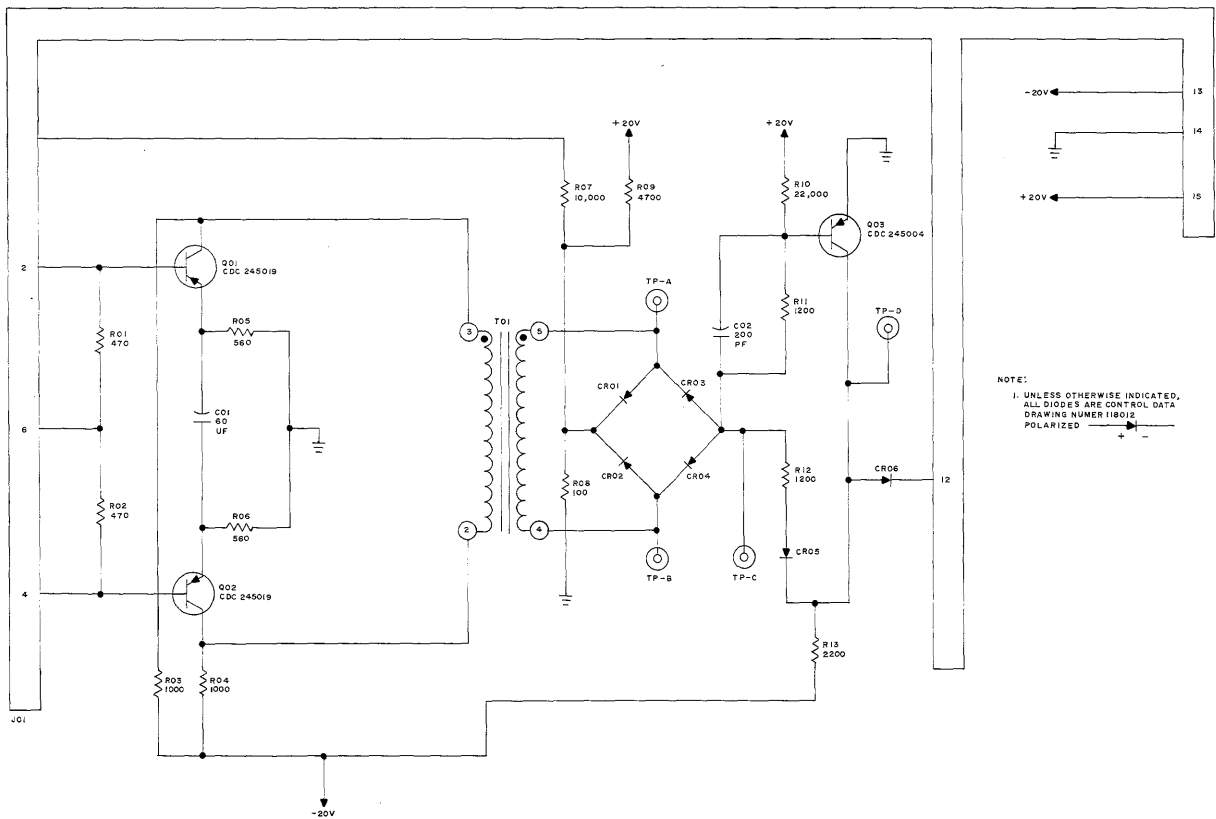 -20V
13
14
+20V
15
+20V
+20V
R07
10,000
R09
4700
R10
22,000
Q03
CDC 245004
2
Q01
CDC 245019
R01
470
R05
560
C01
60
UF
6
R02
470
R06
560
4
Q02
CDC 245019
R03
1000
R04
1000
J01
-20V
3
T01
5
2
4
TP-A
C02
200
PF
R11
1200
TP-D
CR01
CR03
CR02
CR04
R08
100
TP-B
TP-C
R12
1200
CR05
CR06
12
R13
2200
NOTE:
1. UNLESS OTHERWISE INDICATED,
ALL DIODES ARE CONTROL DATA
DRAWING NUMER 118012
POLARIZED
+ -